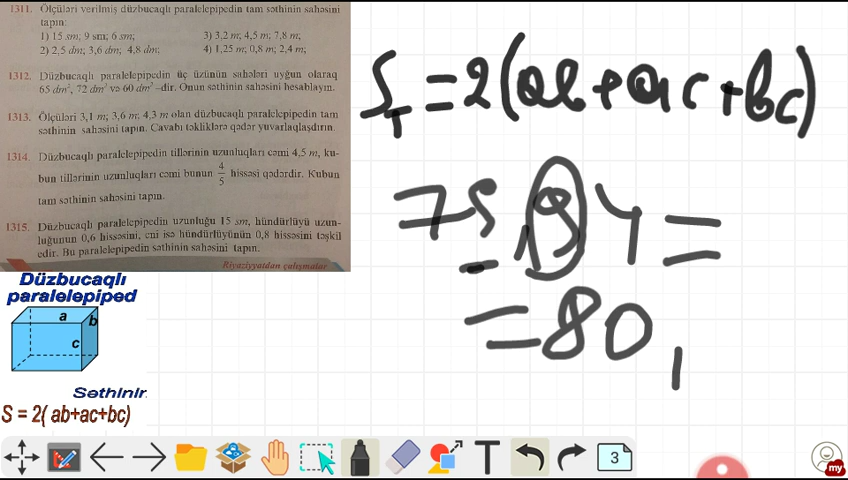 1311. Ölçüləri verilmiş düzbucaqlı paralelepipedin tam səthinin sahəsini
tapın:
1) 15 sm; 9 sm; 6 sm; 3) 3,2 m; 4,5 m; 7,8 m;
2) 2,5 dm; 3,6 dm; 4,8 dm; 4) 1,25 m; 0,8 m; 2,4 m;
1312. Düzbucaqlı paralelepipedin üç üzünün sahələri uyğun olaraq
65 dm², 72 dm² və 60 dm² –dir. Onun səthinin sahəsini hesablayın.
1313. Ölçüləri 3,1 m; 3,6 m; 4,3 m olan düzbucaqlı paralelepipedin tam
səthinin sahəsini tapın. Cavabı təkliklərə qədər yuvarlaqlaşdırın.
1314. Düzbucaqlı paralelepipedin tillərinin uzunluqları cəmi 4,5 m, ku-
bun tillərinin uzunluqları cəmi bunun 4/5 hissəsi qədərdir. Kubun
tam səthinin sahəsini tapın.
1315. Düzbucaqlı paralelepipedin uzunluğu 15 sm, hündürlüyü uzun-
luğunun 0,6 hissəsini, eni isə hündürlüyünün 0,8 hissəsini təşkil
edir. Bu paralelepipedin səthinin sahəsini tapın.
Riyaziyyatdan çalışmalar
Düzbucaqlı
paralelepiped
a
b
c
Səthinin
S = 2( ab+ac+bc)
S_T = 2(ab+ac+bc)
75,94 =
= 80,
T
3
my